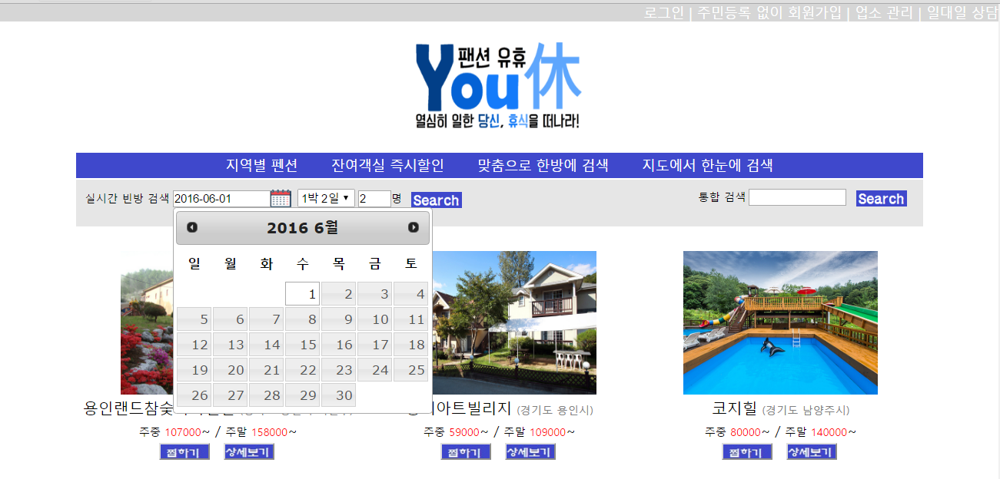 로그인 | 주민등록 없이 회원가입 | 업소 관리 | 일대일 상담
팬션 유휴
You休
열심히 일한 당신, 휴식을 떠나라!
지역별 펜션 잔여객실 즉시할인 맞춤으로 한방에 검색 지도에서 한눈에 검색
실시간 빈방 검색 2016-06-01 1박 2일 2 명 Search 통합 검색 Search
2016 6월
일 월 화 수 목 금 토
1 2 3 4
5 6 7 8 9 10 11
12 13 14 15 16 17 18
19 20 21 22 23 24 25
26 27 28 29 30
용인랜드참숯 아트빌리지 (경기도 용인시) 코지힐 (경기도 남양주시)
주중 107000~ / 주말 158000~ 주중 59000~ / 주말 109000~ 주중 80000~ / 주말 140000~
찜하기 상세보기 찜하기 상세보기 찜하기 상세보기